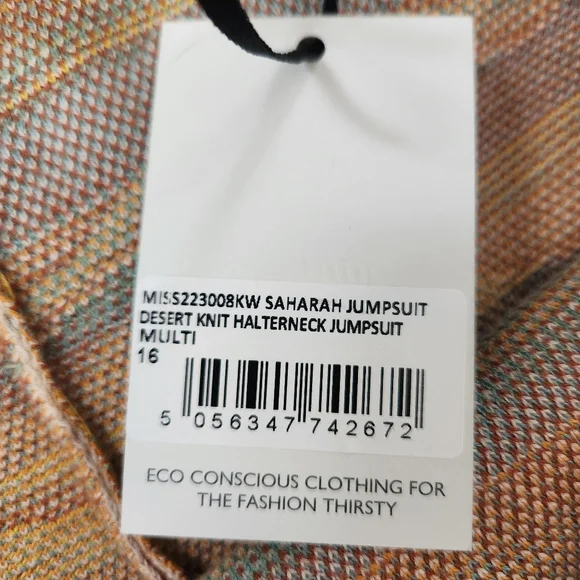 MISS223008KW SAHARAH JUMPSUIT
DESERT KNIT HALTERNECK JUMPSUIT
MULTI
16
5 056347 742672
ECO CONSCIOUS CLOTHING FOR
THE FASHION THIRSTY